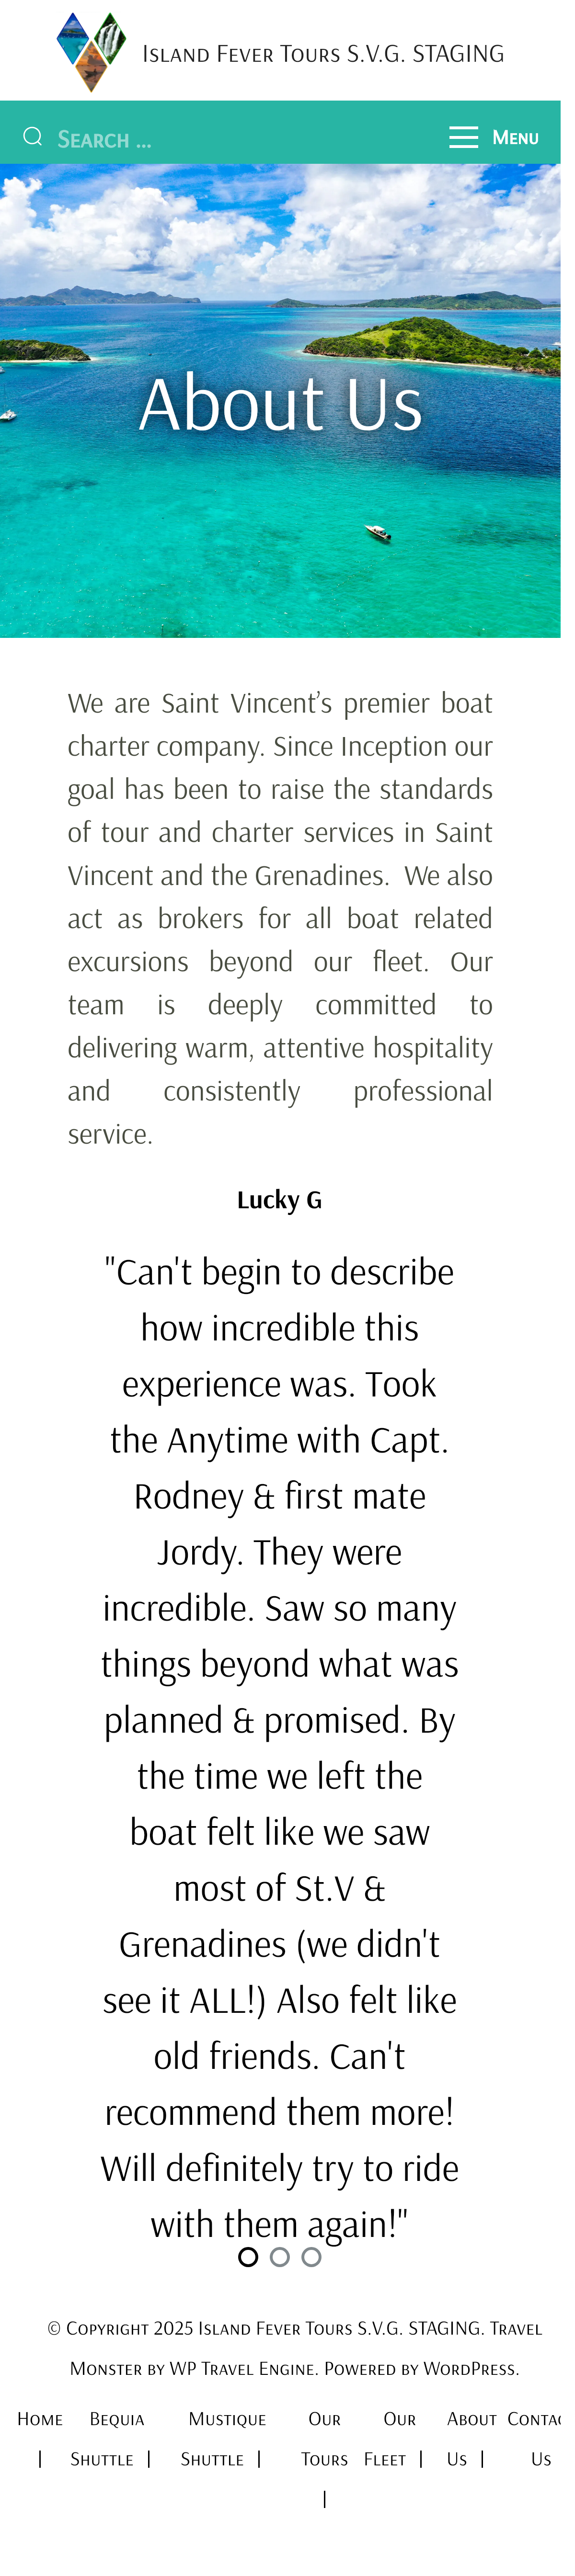 Island Fever Tours S.V.G. STAGING
Search ...
Menu
About Us
We are Saint Vincent’s premier boat
charter company. Since Inception our
goal has been to raise the standards
of tour and charter services in Saint
Vincent and the Grenadines.  We also
act as brokers for all boat related
excursions beyond our fleet. Our
team is deeply committed to
delivering warm, attentive hospitality
and consistently professional
service.
Lucky G
"Can't begin to describe
how incredible this
experience was. Took
the Anytime with Capt.
Rodney & first mate
Jordy. They were
incredible. Saw so many
things beyond what was
planned & promised. By
the time we left the
boat felt like we saw
most of St.V &
Grenadines (we didn't
see it ALL!) Also felt like
old friends. Can't
recommend them more!
Will definitely try to ride
with them again!"
© Copyright 2025 Island Fever Tours S.V.G. STAGING. Travel
Monster by WP Travel Engine. Powered by WordPress.
Home |
Bequia
Shuttle |
Mustique
Shuttle |
Our
Tours
|
Our
Fleet |
About
Us |
Us